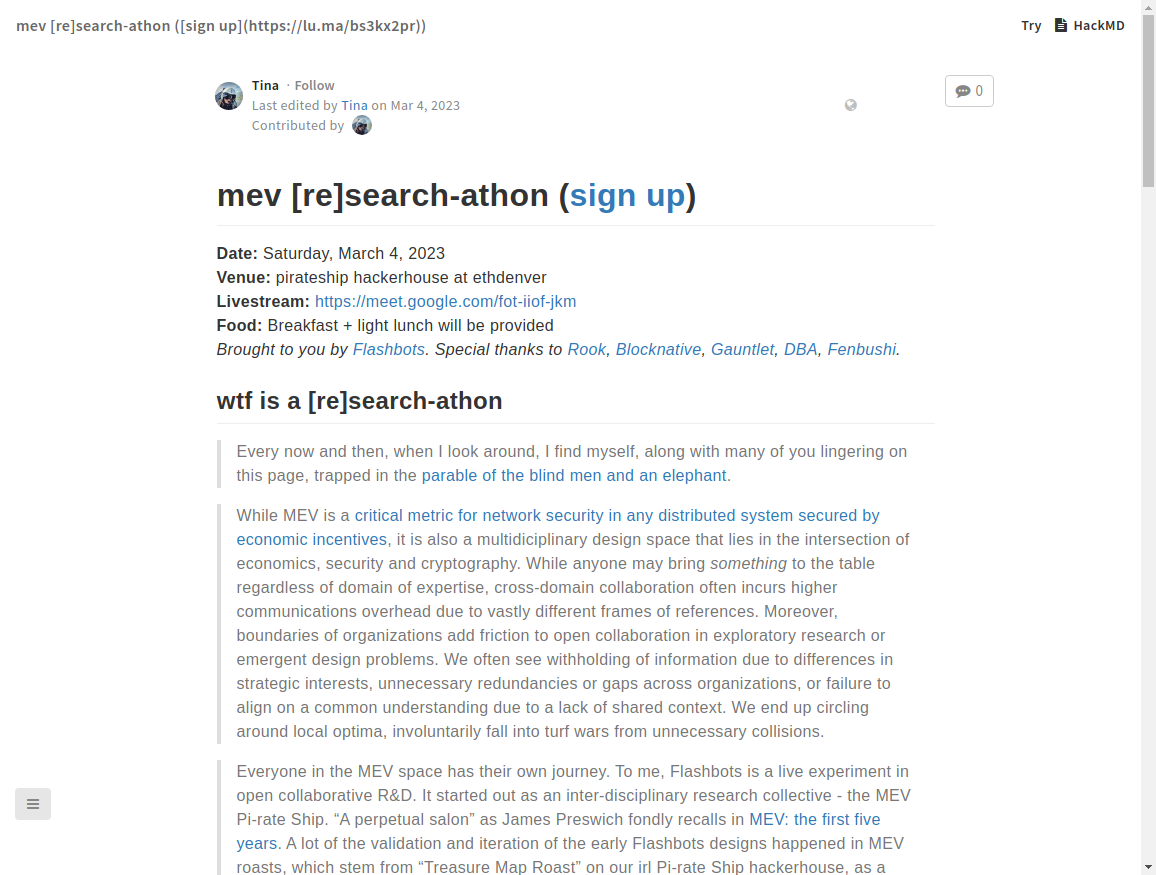 mev [re]search-athon ([sign up](https://lu.ma/bs3kx2pr))
Try HackMD
Tina · Follow
Last edited by Tina on Mar 4, 2023
Contributed by
0
mev [re]search-athon (sign up)
Date: Saturday, March 4, 2023
Venue: pirateship hackerhouse at ethdenver
Livestream: https://meet.google.com/fot-iiof-jkm
Food: Breakfast + light lunch will be provided
Brought to you by Flashbots. Special thanks to Rook, Blocknative, Gauntlet, DBA, Fenbushi.
wtf is a [re]search-athon
Every now and then, when I look around, I find myself, along with many of you lingering on
this page, trapped in the parable of the blind men and an elephant.
While MEV is a critical metric for network security in any distributed system secured by
economic incentives, it is also a multidiciplinary design space that lies in the intersection of
economics, security and cryptography. While anyone may bring something to the table
regardless of domain of expertise, cross-domain collaboration often incurs higher
communications overhead due to vastly different frames of references. Moreover,
boundaries of organizations add friction to open collaboration in exploratory research or
emergent design problems. We often see withholding of information due to differences in
strategic interests, unnecessary redundancies or gaps across organizations, or failure to
align on a common understanding due to a lack of shared context. We end up circling
around local optima, involuntarily fall into turf wars from unnecessary collisions.
Everyone in the MEV space has their own journey. To me, Flashbots is a live experiment in
open collaborative R&D. It started out as an inter-disciplinary research collective - the MEV
Pi-rate Ship. “A perpetual salon” as James Preswich fondly recalls in MEV: the first five
years. A lot of the validation and iteration of the early Flashbots designs happened in MEV
roasts, which stem from “Treasure Map Roast” on our irl Pi-rate Ship hackerhouse, as a